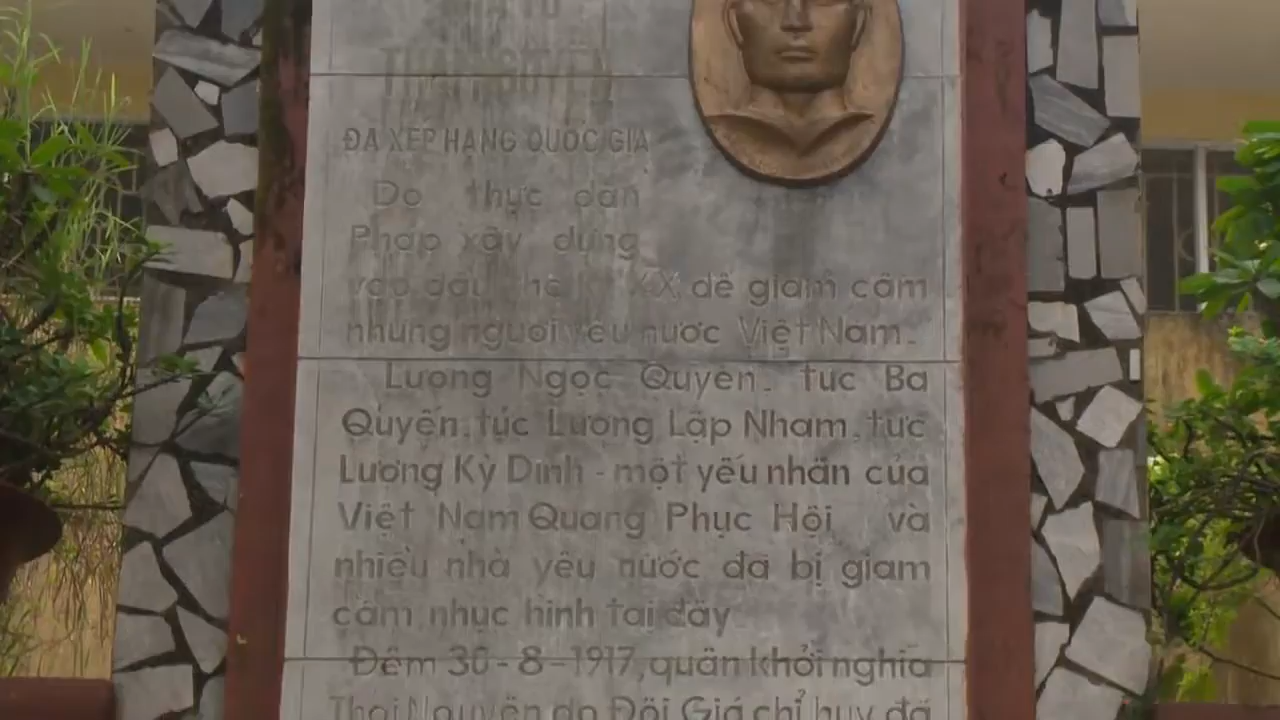 THÁI NGUYÊN
ĐÃ XẾP HẠNG QUỐC GIA
Do thực dân
Pháp xây dựng
vào đầu thế kỷ XX để giam cầm
những người yêu nước Việt Nam.
Lương Ngọc Quyến, tức Ba
Quyến, tức Lương Lập Nham, tức
Lương Kỳ Dinh - một yếu nhân của
Việt Nam Quang Phục Hội và
nhiều nhà yêu nước đã bị giam
cầm, nhục hình tại đây
Đêm 30-8-1917, quân khởi nghĩa
Thái Nguyên do Đội Giá chỉ huy đã